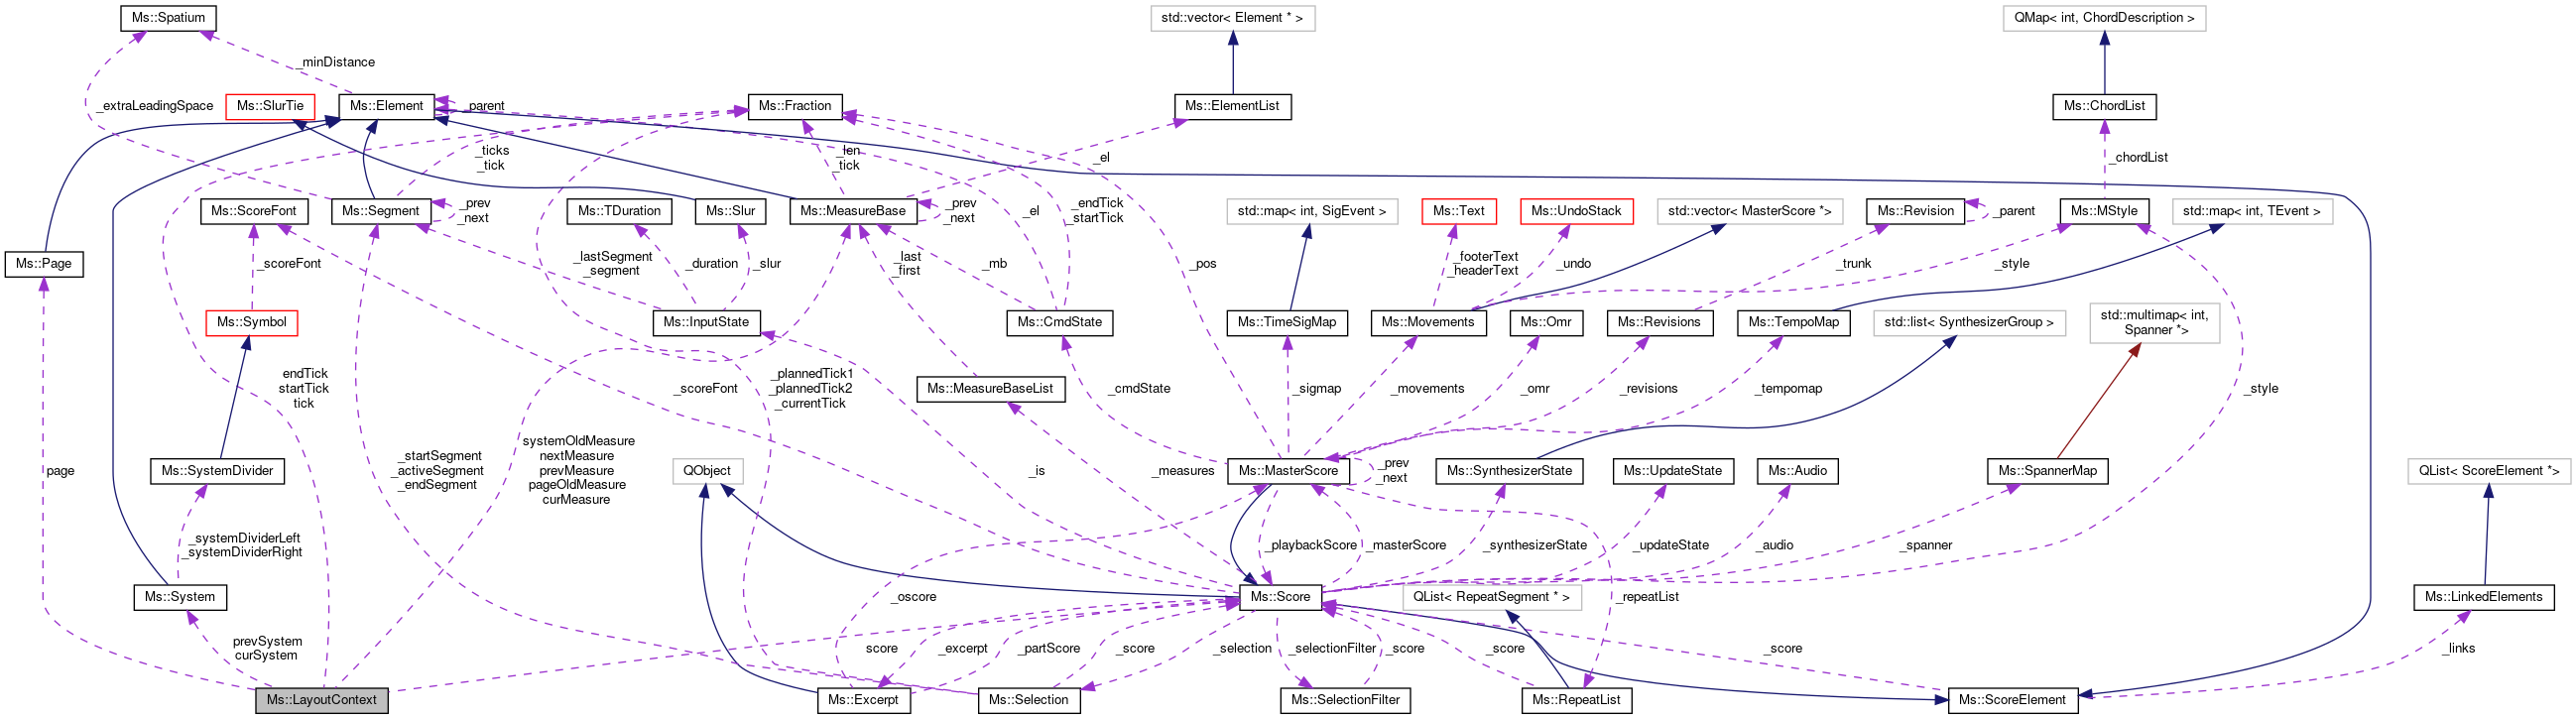 Ms::Spatium
std::vector< Element * >
QMap< int, ChordDescription >
_minDistance
_extraLeadingSpace
Ms::SlurTie
Ms::Element
_parent
Ms::Fraction
Ms::ElementList
Ms::ChordList
_ticks
_tick
_len
_tick
_el
_chordList
Ms::ScoreFont
Ms::Segment
_prev
_next
Ms::TDuration
Ms::Slur
Ms::MeasureBase
_prev
_next
_el
_endTick
_startTick
std::map< int, SigEvent >
Ms::Text
Ms::UndoStack
std::vector< MasterScore *>
Ms::Revision
_parent
Ms::MStyle
std::map< int, TEvent >
Ms::Page
_scoreFont
_lastSegment
_segment
_duration
_slur
_last
_first
_mb
_pos
_footerText
_headerText
_undo
_trunk
_style
Ms::Symbol
Ms::InputState
Ms::CmdState
Ms::TimeSigMap
Ms::Movements
Ms::Omr
Ms::Revisions
Ms::TempoMap
std::list< SynthesizerGroup >
std::multimap< int,
Spanner *>
endTick
startTick
tick
_scoreFont
_plannedTick1
_plannedTick2
_currentTick
Ms::MeasureBaseList
_cmdState
_sigmap
_movements
_omr
_revisions
_tempomap
_style
page
Ms::SystemDivider
_startSegment
_activeSegment
_endSegment
systemOldMeasure
nextMeasure
prevMeasure
pageOldMeasure
curMeasure
QObject
_is
_measures
Ms::MasterScore
_prev
_next
Ms::SynthesizerState
Ms::UpdateState
Ms::Audio
Ms::SpannerMap
QList< ScoreElement *>
_systemDividerLeft
_systemDividerRight
_playbackScore
_masterScore
_synthesizerState
_updateState
_audio
_spanner
Ms::System
_oscore
Ms::Score
QList< RepeatSegment * >
_repeatList
Ms::LinkedElements
prevSystem
curSystem
score
_excerpt
_partScore
_score
_selection
_selectionFilter
_score
_score
_score
_links
Ms::LayoutContext
Ms::Excerpt
Ms::Selection
Ms::SelectionFilter
Ms::RepeatList
Ms::ScoreElement